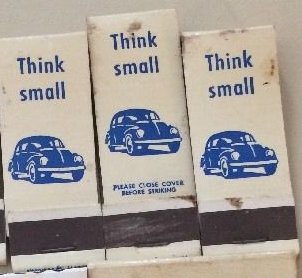 Think
small
Think
small
PLEASE CLOSE COVER
BEFORE STRIKING
Think
small